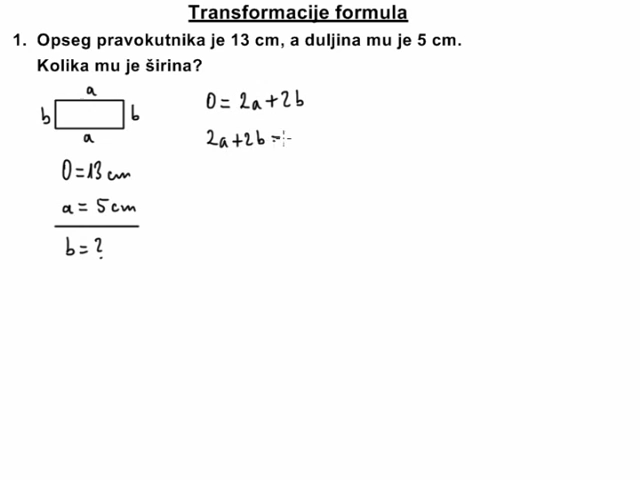 Transformacije formula
1. Opseg pravokutnika je 13 cm, a duljina mu je 5 cm.
Kolika mu je širina?
a
b b
a
O = 2a + 2b
2a + 2b =
O = 13 cm
a = 5 cm
b = ?